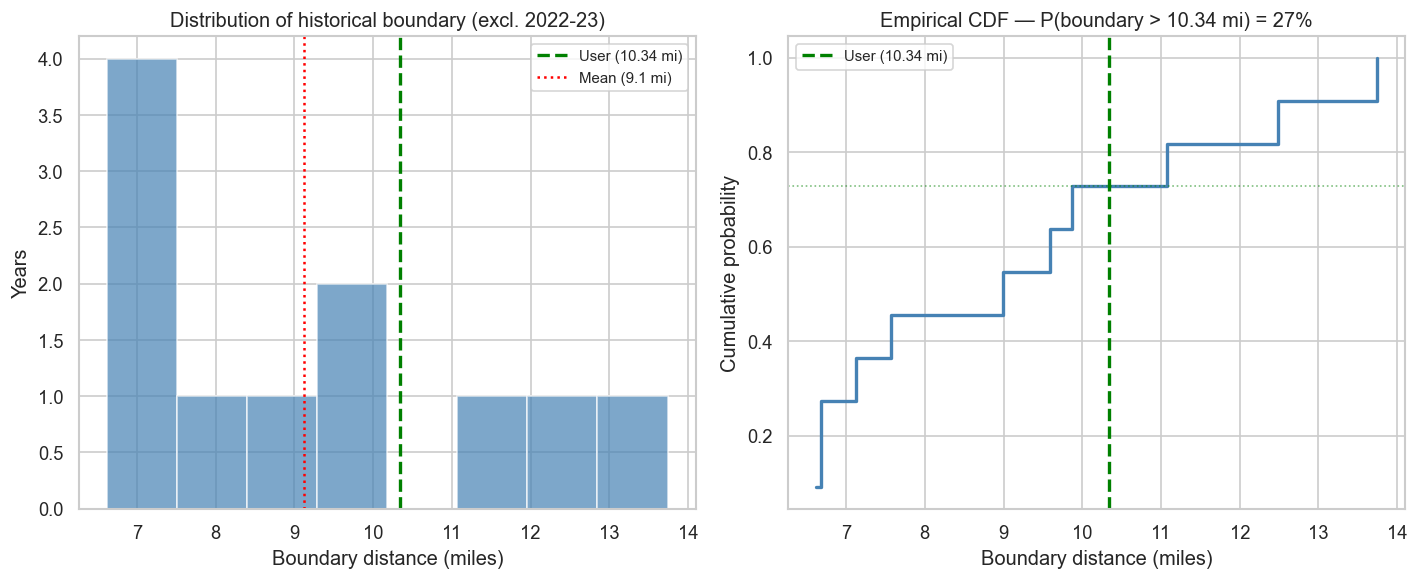 Distribution of historical boundary (excl. 2022-23)
User (10.34 mi)
Mean (9.1 mi)
Years
4.0
3.5
3.0
2.5
2.0
1.5
1.0
0.5
0.0
7 8 9 10 11 12 13 14
Boundary distance (miles)
Empirical CDF — P(boundary > 10.34 mi) = 27%
User (10.34 mi)
Cumulative probability
1.0
0.8
0.6
0.4
0.2
7 8 9 10 11 12 13 14
Boundary distance (miles)